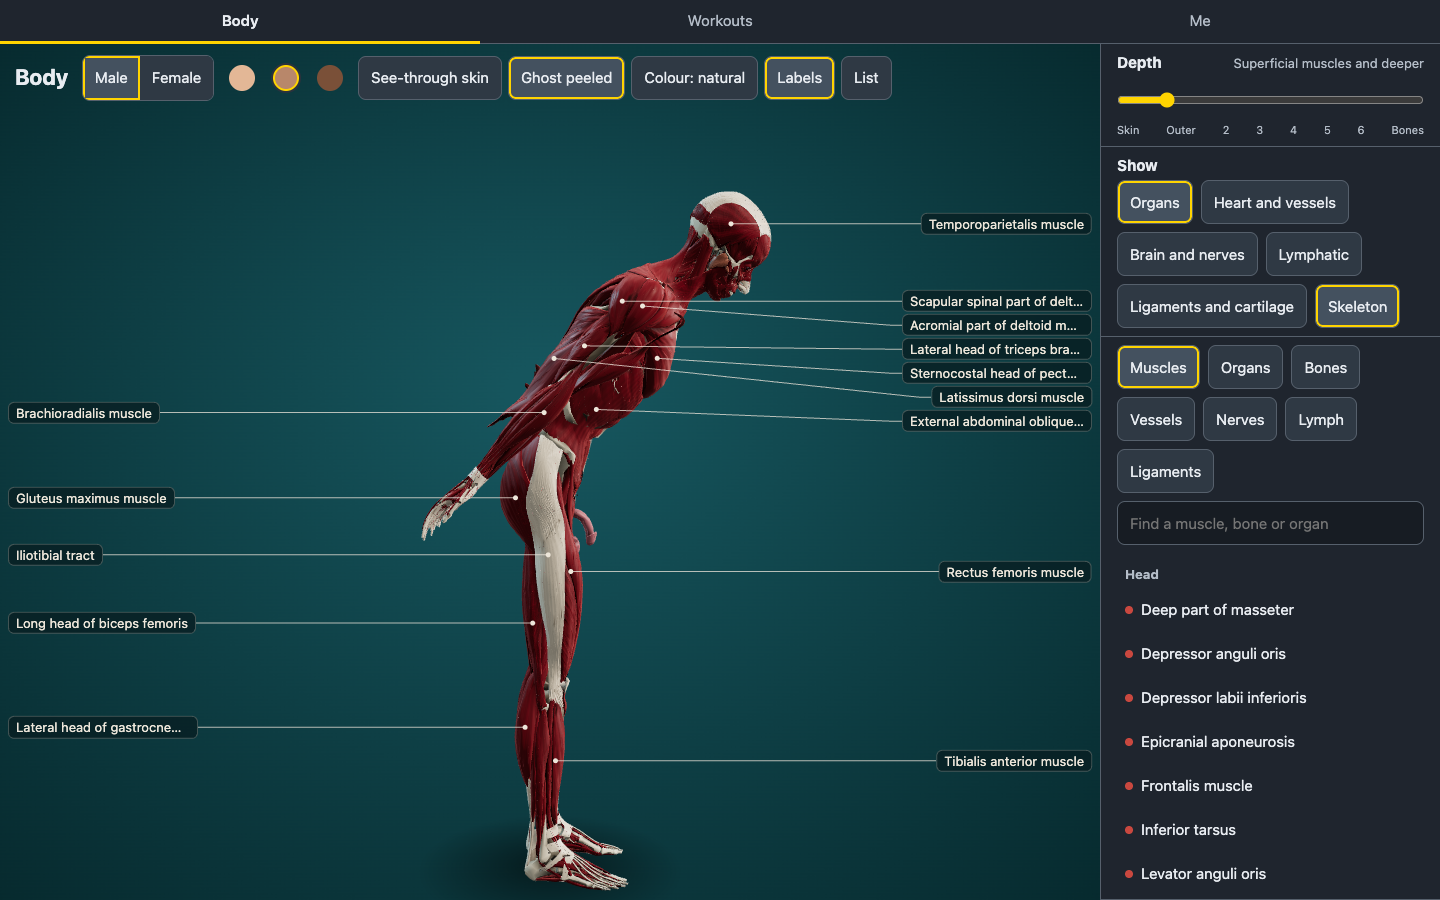 Body
Workouts
Me
Body
Male
Female
See-through skin
Ghost peeled
Colour: natural
Labels
List
Temporoparietalis muscle
Scapular spinal part of delt...
Acromial part of deltoid m...
Lateral head of triceps bra...
Sternocostal head of pect...
Latissimus dorsi muscle
External abdominal oblique...
Brachioradialis muscle
Gluteus maximus muscle
Iliotibial tract
Rectus femoris muscle
Long head of biceps femoris
Lateral head of gastrocne...
Tibialis anterior muscle
Depth
Superficial muscles and deeper
Skin Outer 2 3 4 5 6 Bones
Show
Organs
Heart and vessels
Brain and nerves
Lymphatic
Ligaments and cartilage
Skeleton
Muscles
Organs
Bones
Vessels
Nerves
Lymph
Ligaments
Find a muscle, bone or organ
Head
Deep part of masseter
Depressor anguli oris
Depressor labii inferioris
Epicranial aponeurosis
Frontalis muscle
Inferior tarsus
Levator anguli oris